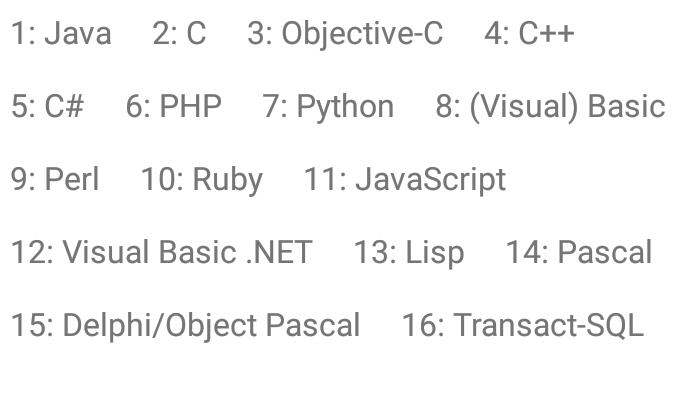 1: Java 2: C 3: Objective-C 4: C++
5: C# 6: PHP 7: Python 8: (Visual) Basic
9: Perl 10: Ruby 11: JavaScript
12: Visual Basic .NET 13: Lisp 14: Pascal
15: Delphi/Object Pascal 16: Transact-SQL